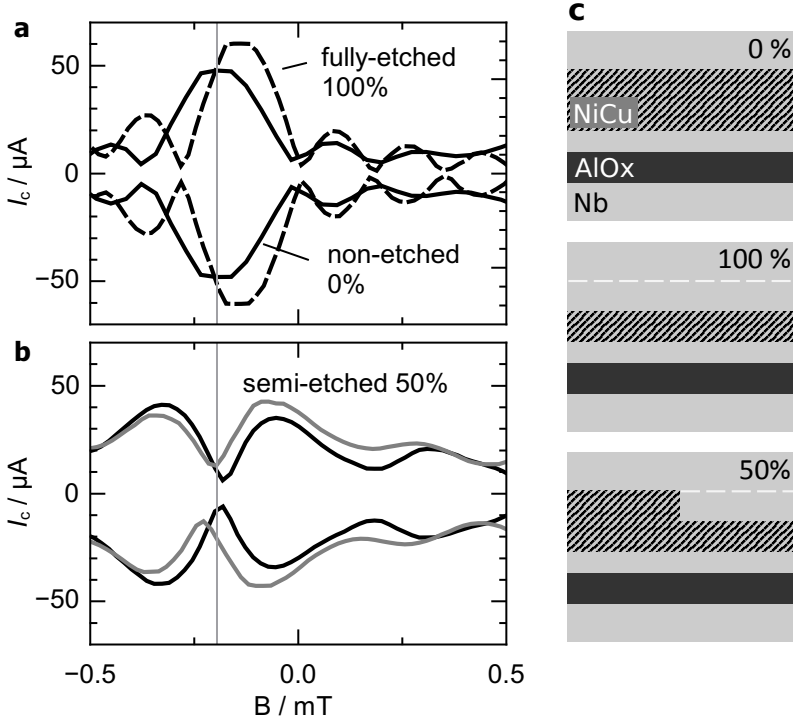 a
50
0
−50
I_c / µA
fully-etched
100%
non-etched
0%
b
50
0
−50
I_c / µA
semi-etched 50%
−0.5
0.0
0.5
B / mT
c
0 %
NiCu
AlOx
Nb
100 %
50%